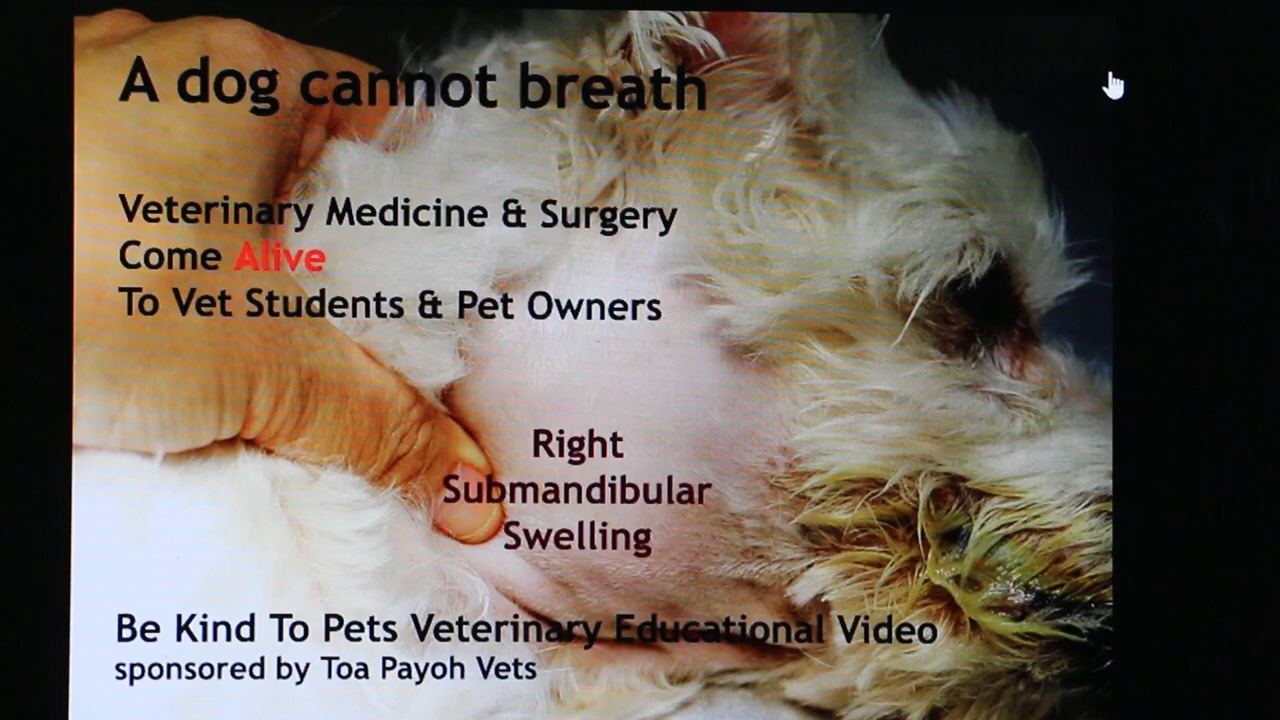 A dog cannot breath
Veterinary Medicine & Surgery
Come Alive
To Vet Students & Pet Owners
Right
Submandibular
Swelling
Be Kind To Pets Veterinary Educational Video
sponsored by Toa Payoh Vets